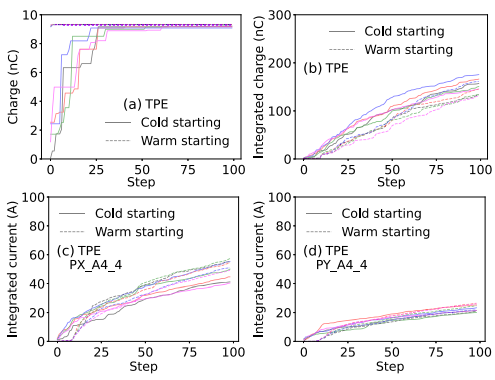 10
8
6
4
2
0
Charge (nC)
(a) TPE
Cold starting
Warm starting
0 25 50 75 100
Step
300
200
100
0
Integrated charge (nC)
Cold starting
Warm starting
(b) TPE
0 25 50 75 100
Step
100
80
60
40
20
0
Integrated current (A)
Cold starting
Warm starting
(c) TPE
PX_A4_4
0 25 50 75 100
Step
100
80
60
40
20
0
Integrated current (A)
Cold starting
Warm starting
(d) TPE
PY_A4_4
0 25 50 75 100
Step